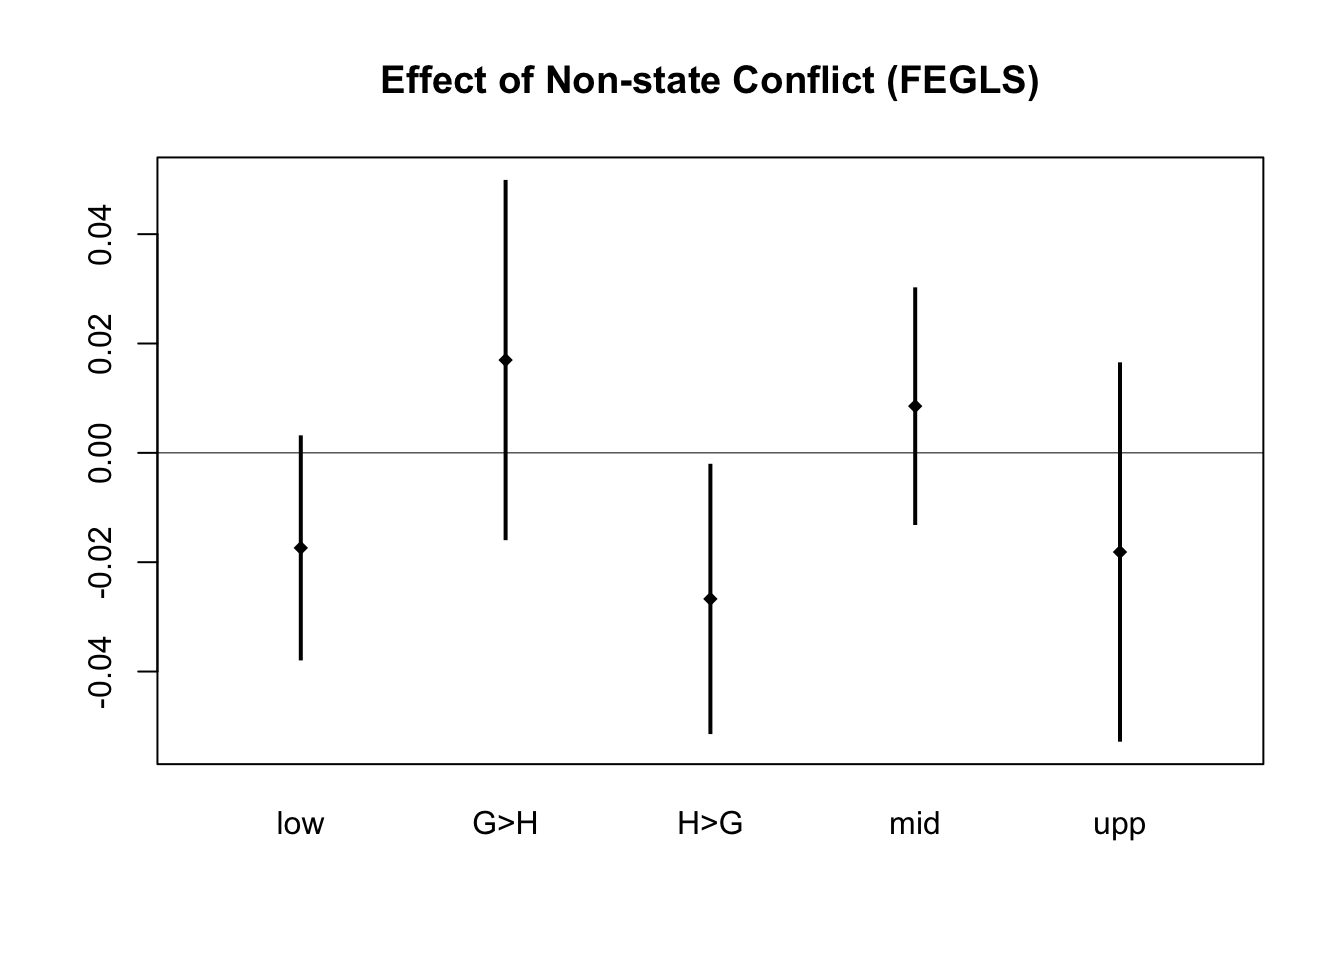 Effect of Non-state Conflict (FEGLS)
0.04
0.02
0.00
-0.02
-0.04
low G>H H>G mid upp